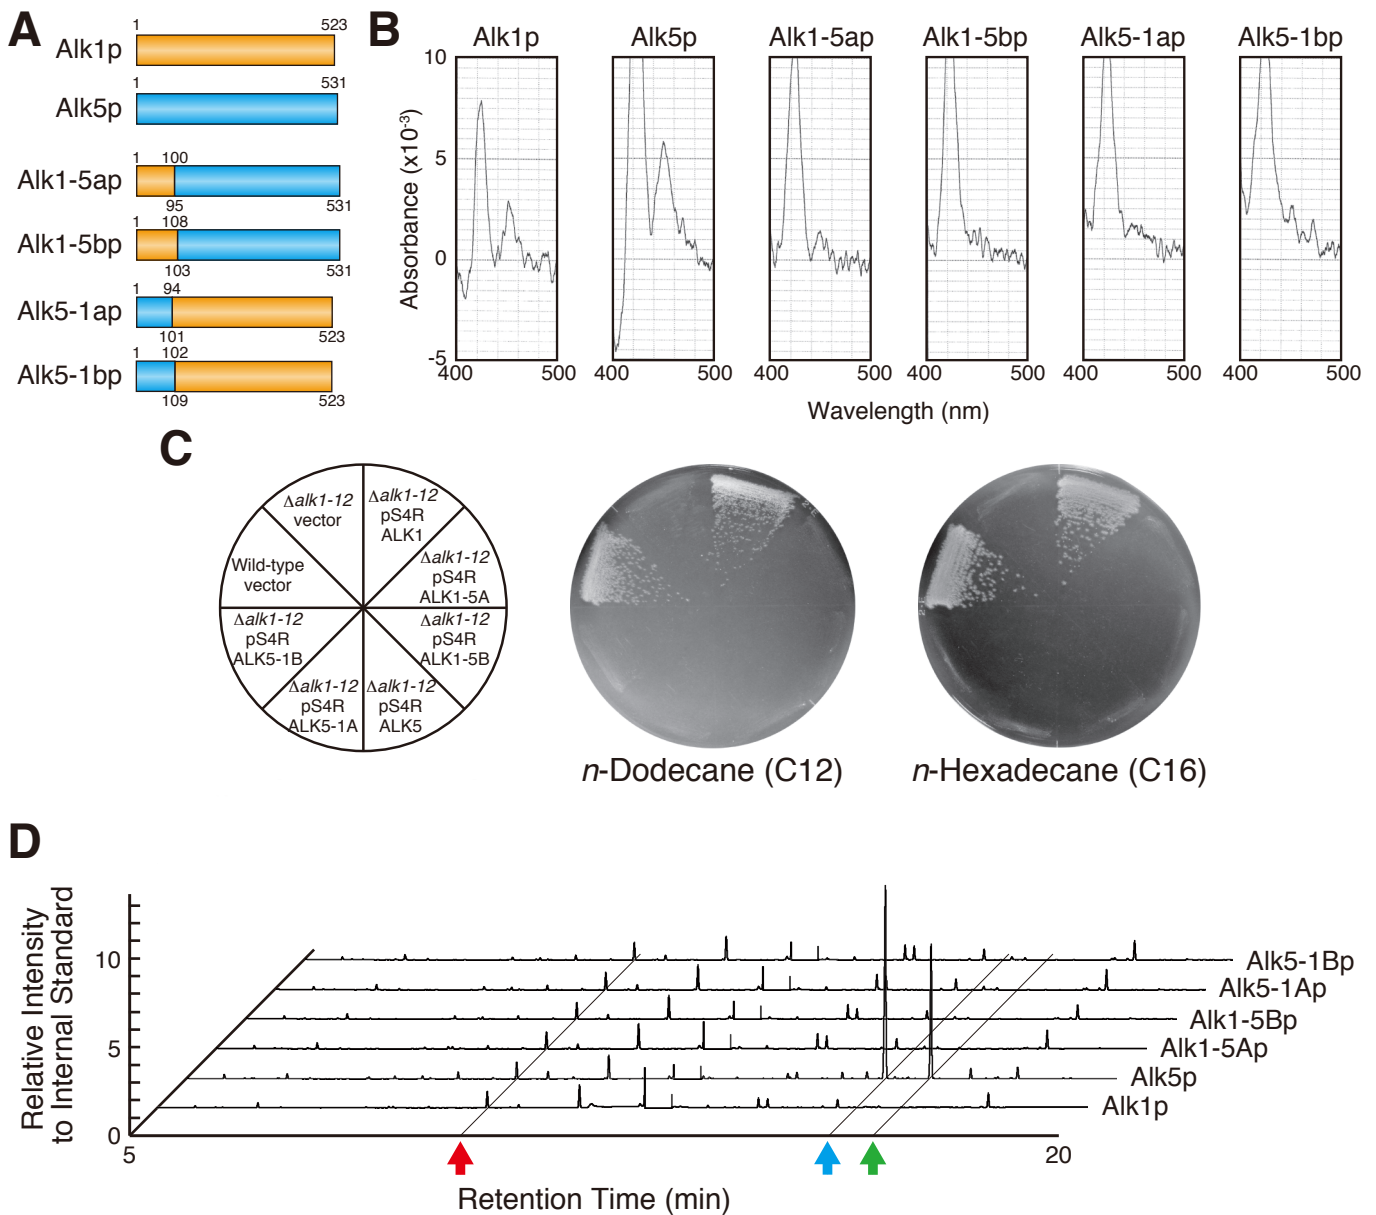 A
1 523
Alk1p
1 531
Alk5p
1 100
Alk1-5ap
95 531
1 108
Alk1-5bp
103 531
1 94
Alk5-1ap
101 523
1 102
Alk5-1bp
109 523
B
Alk1p Alk5p Alk1-5ap Alk1-5bp Alk5-1ap Alk5-1bp
Absorbance (x10-3)
10
5
0
-5
400 500 400 500 400 500 400 500 400 500 400 500
Wavelength (nm)
C
Δalk1-12
vector
Δalk1-12
pS4R
ALK1
Δalk1-12
pS4R
ALK1-5A
Δalk1-12
pS4R
ALK1-5B
Δalk1-12
pS4R
ALK5
Δalk1-12
pS4R
ALK5-1A
Δalk1-12
pS4R
ALK5-1B
Wild-type
vector
n-Dodecane (C12)
n-Hexadecane (C16)
D
Relative Intensity
to Internal Standard
10
5
0
Alk5-1Bp
Alk5-1Ap
Alk1-5Bp
Alk1-5Ap
Alk5p
Alk1p
5 20
Retention Time (min)